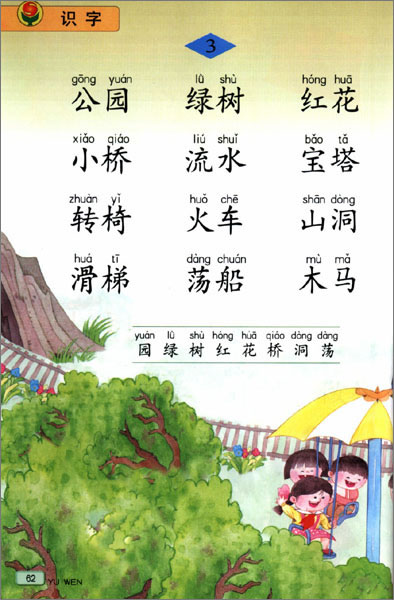 识字
3
gōng yuán lǜ shù hóng huā
公园 绿树 红花
xiǎo qiáo liú shuǐ bǎo tǎ
小桥 流水 宝塔
zhuàn yǐ huǒ chē shān dòng
转椅 火车 山洞
huá tī dàng chuán mù mǎ
滑梯 荡船 木马
yuán lǜ shù hóng huā qiáo dòng dàng
园 绿 树 红 花 桥 洞 荡
62 YU WEN